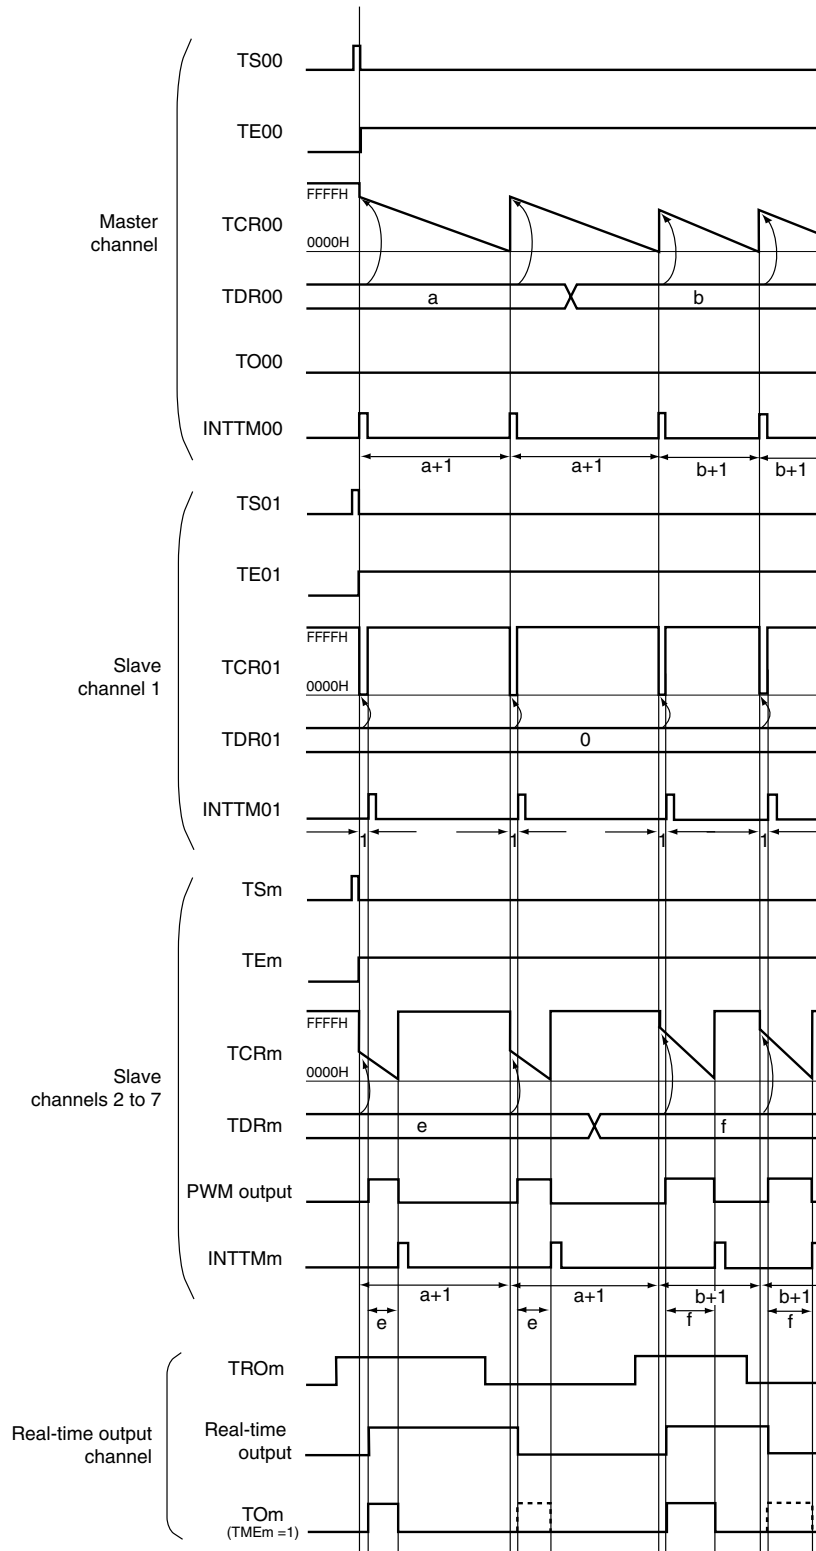 TS00
TE00
FFFFH
Master
channel
TCR00
0000H
TDR00
a
b
TO00
INTTM00
a+1
a+1
b+1
b+1
TS01
TE01
FFFFH
Slave
channel 1
TCR01
0000H
TDR01
0
INTTM01
1
1
1
1
TSm
TEm
FFFFH
Slave
channels 2 to 7
TCRm
0000H
TDRm
e
f
PWM output
INTTMm
a+1
a+1
b+1
b+1
e
e
f
f
TROm
Real-time output
channel
Real-time
output
TOm
(TMEm =1)